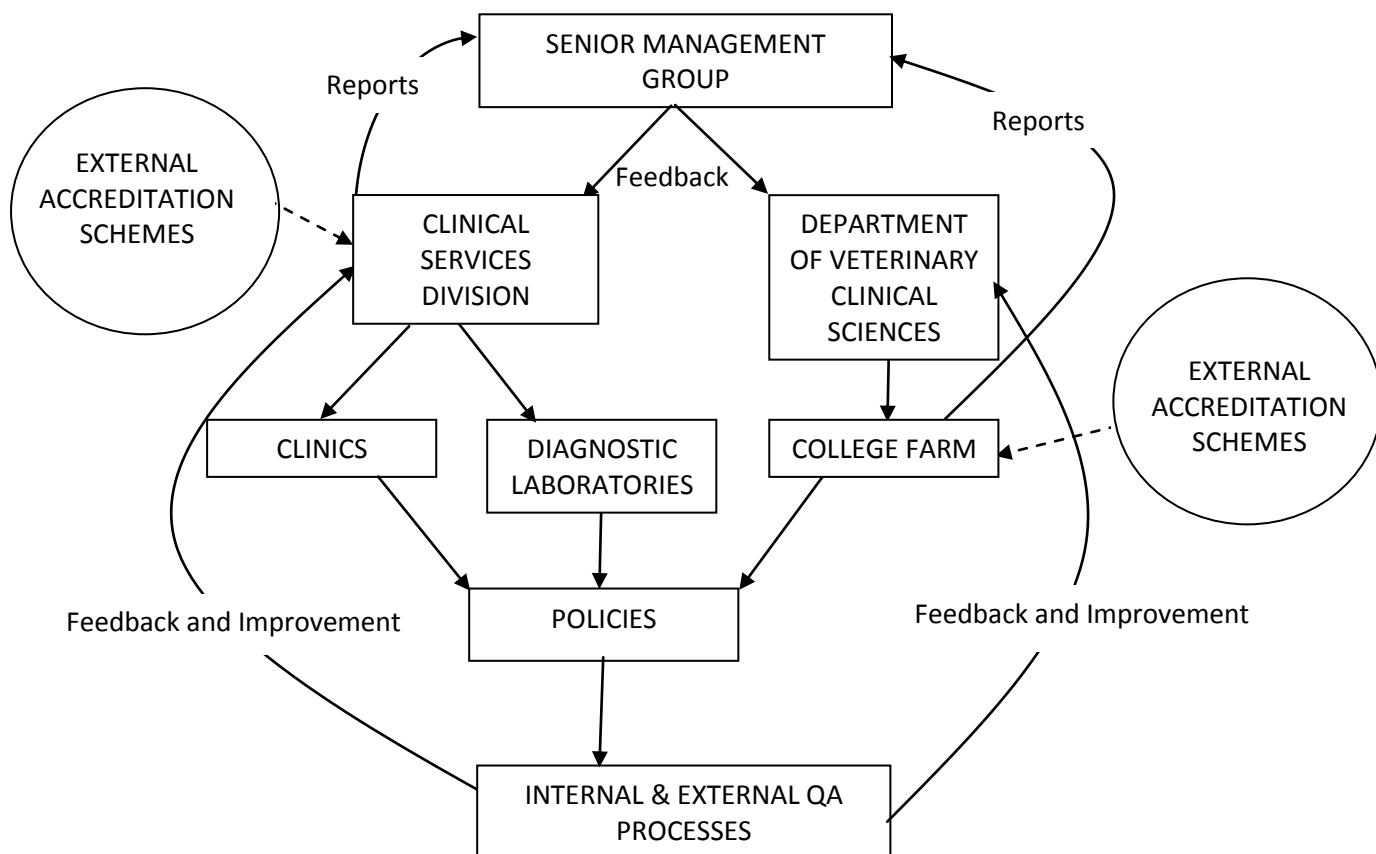 SENIOR MANAGEMENT
GROUP
Reports
Reports
EXTERNAL
ACCREDITATION
SCHEMES
Feedback
CLINICAL
SERVICES
DIVISION
DEPARTMENT
OF VETERINARY
CLINICAL
SCIENCES
EXTERNAL
ACCREDITATION
SCHEMES
CLINICS
DIAGNOSTIC
LABORATORIES
COLLEGE FARM
POLICIES
Feedback and Improvement
Feedback and Improvement
INTERNAL & EXTERNAL QA
PROCESSES